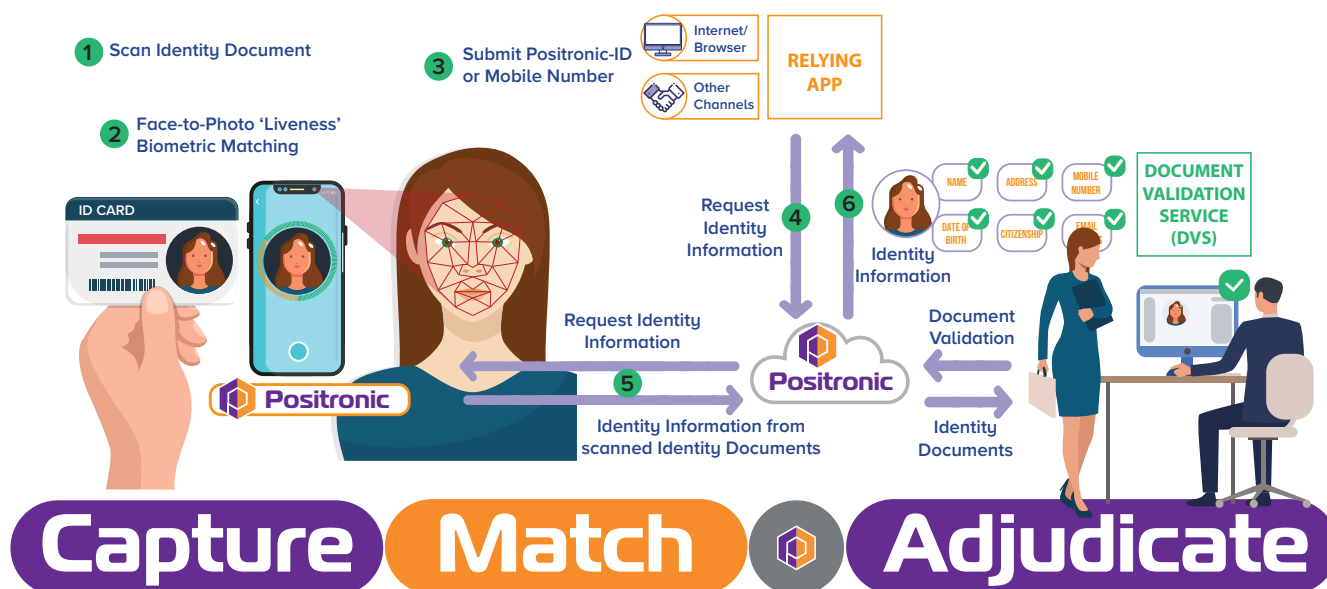 1 Scan Identity Document
2 Face-to-Photo ‘Liveness’
Biometric Matching
ID CARD
Positronic
3 Submit Positronic-ID
or Mobile Number
Internet/
Browser
Other
Channels
RELYING
APP
Request
Identity
Information
4
6
Identity
Information
NAME
ADDRESS
MOBILE
NUMBER
DATE OF
BIRTH
CITIZENSHIP
EMAIL
DOCUMENT
VALIDATION
SERVICE
(DVS)
Request Identity
Information
5
Identity Information from
scanned Identity Documents
Positronic
Document
Validation
Identity
Documents
Capture
Match
Adjudicate